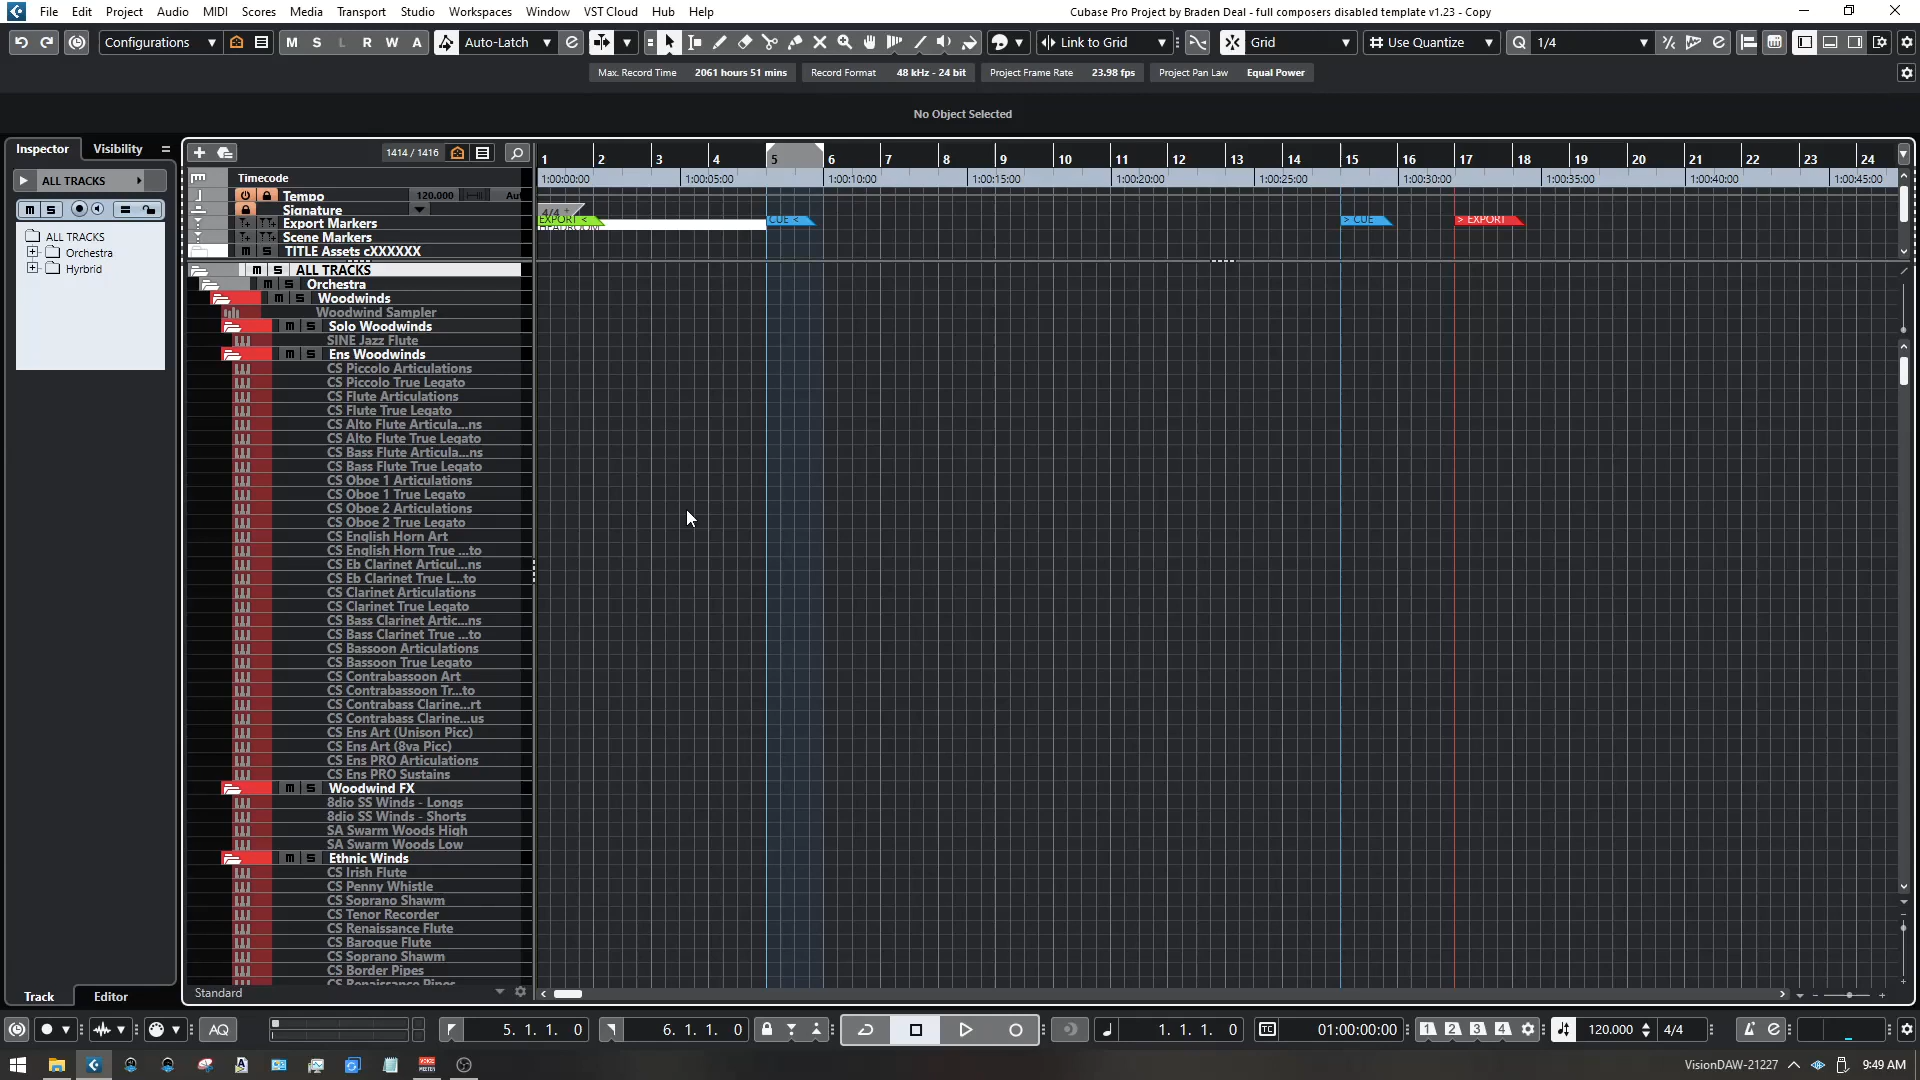 File Edit Project Audio MIDI Scores Media Transport Studio Workspaces Window VST Cloud Hub Help
Cubase Pro Project by Braden Deal - full composers disabled template v1.23 - Copy
Configurations M S L R W A Auto-Latch Link to Grid Grid Use Quantize Q 1/4
Max. Record Time 2061 hours 51 mins Record Format 48 kHz - 24 bit Project Frame Rate 23.98 fps Project Pan Law Equal Power
No Object Selected
Inspector Visibility
1414 / 1416
1 2 3 4 5 6 7 8 9 10 11 12 13 14 15 16 17 18 19 20 21 22 23 24
ALL TRACKS
Timecode
1:00:00:00 1:00:05:00 1:00:10:00 1:00:15:00 1:00:20:00 1:00:25:00 1:00:30:00 1:00:35:00 1:00:40:00 1:00:45:00
Tempo 120.000 Aut
m S
Signature
4/4
Export Markers
EXPORT < CUE < > CUE > EXPORT
HEADROOM
Scene Markers
m S TITLE Assets cXXXXXX
ALL TRACKS
Orchestra
Hyrbrid
m S ALL TRACKS
m S Orchestra
m S Woodwinds
Woodwind Sampler
m S Solo Woodwinds
SINE Jazz Flute
m S Ens Woodwinds
CS Piccolo Articulations
CS Piccolo True Legato
CS Flute Articulations
CS Flute True Legato
CS Alto Flute Articula...ns
CS Alto Flute True Legato
CS Bass Flute Articula...ns
CS Bass Flute True Legato
CS Oboe 1 Articulations
CS Oboe 1 True Legato
CS Oboe 2 Articulations
CS Oboe 2 True Legato
CS English Horn Art
CS English Horn True ...to
CS Eb Clarinet Articul...ns
CS Eb Clarinet True L...to
CS Clarinet Articulations
CS Clarinet True Legato
CS Bass Clarinet Artic...ns
CS Bass Clarinet True ...to
CS Bassoon Articulations
CS Bassoon True Legato
CS Contrabassoon Art
CS Contrabassoon Tr...to
CS Contrabass Clarine...rt
CS Contrabass Clarine...us
CS Ens Art (Unison Picc)
CS Ens Art (8va Picc)
CS Ens PRO Articulations
CS Ens PRO Sustains
m S Woodwind FX
8dio SS Winds - Longs
8dio SS Winds - Shorts
SA Swarm Woods High
SA Swarm Woods Low
m S Ethnic Winds
CS Irish Flute
CS Penny Whistle
CS Soprano Shawm
CS Tenor Recorder
CS Renaissance Flute
CS Baroque Flute
CS Soprano Shawm
CS Border Pipes
CS Renaissance Pipes
Track Editor
Standard
AQ 5. 1. 1. 0 6. 1. 1. 0 1. 1. 1. 0 TC 01:00:00:00 1 2 3 4 120.000 4/4
VOICE MEETER
VisionDAW-21227 9:49 AM